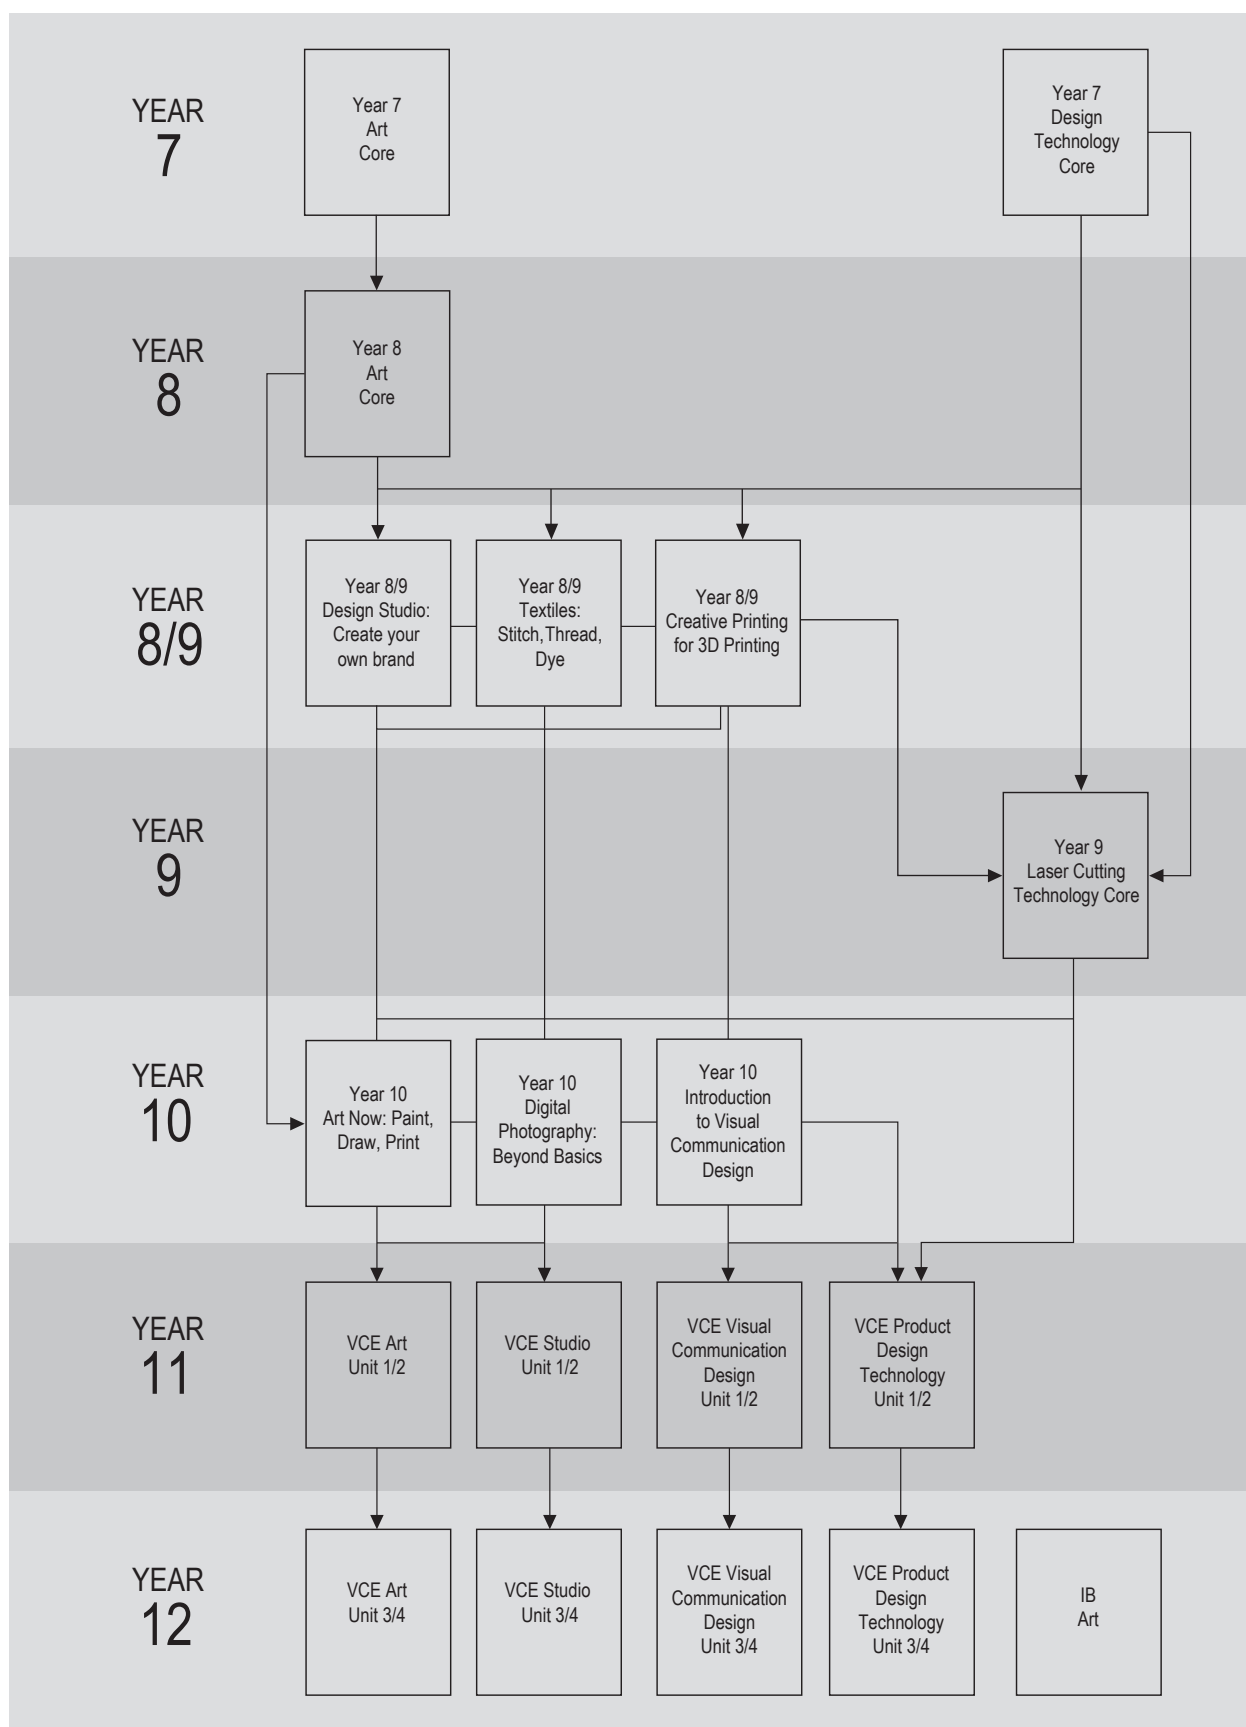 YEAR
7
Year 7
Art
Core
Year 7
Design
Technology
Core
YEAR
8
Year 8
Art
Core
YEAR
8/9
Year 8/9
Design Studio:
Create your
own brand
Year 8/9
Textiles:
Stitch,Thread,
Dye
Year 8/9
Creative Printing
for 3D Printing
YEAR
9
Year 9
Laser Cutting
Technology Core
YEAR
10
Year 10
Art Now: Paint,
Draw, Print
Year 10
Digital
Photography:
Beyond Basics
Year 10
Introduction
to Visual
Communication
Design
YEAR
11
VCE Art
Unit 1/2
VCE Studio
Unit 1/2
VCE Visual
Communication
Design
Unit 1/2
VCE Product
Design
Technology
Unit 1/2
YEAR
12
VCE Art
Unit 3/4
VCE Studio
Unit 3/4
VCE Visual
Communication
Design
Unit 3/4
VCE Product
Design
Technology
Unit 3/4
IB
Art